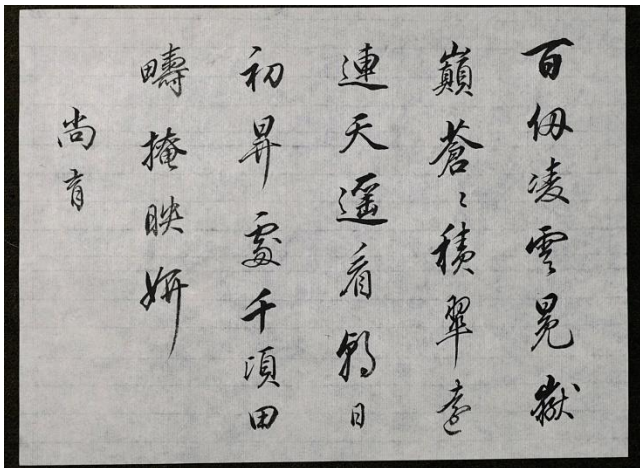 百仞凌雲晃嶽
巔蒼〻積翠遠
連天遥看朝日
初昇處千頃田
疇掩映妍
尚育